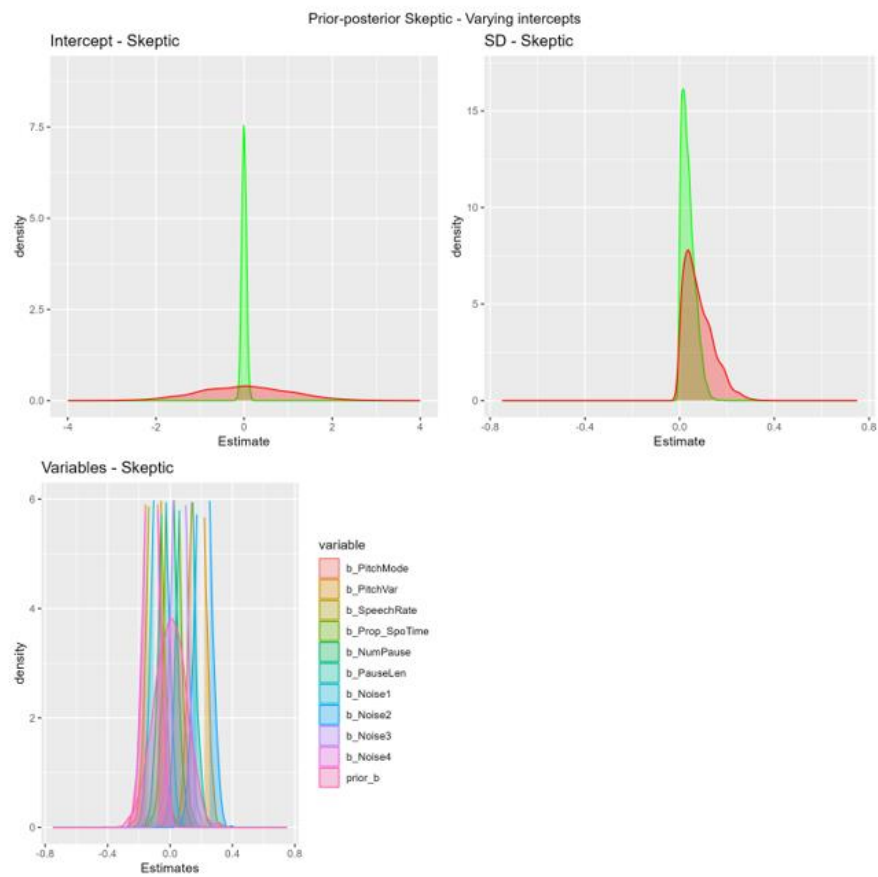 Prior-posterior Skeptic - Varying intercepts
Intercept - Skeptic
7.5
5.0
2.5
0.0
density
-4
-2
0
2
4
Estimate
SD - Skeptic
15
10
5
0
density
-0.8
-0.4
0.0
0.4
0.8
Estimate
Variables - Skeptic
6
4
2
0
density
-0.8
-0.4
0.0
0.4
0.8
Estimates
variable
b_PitchMode
b_PitchVar
b_SpeechRate
b_Prop_SpoTime
b_NumPause
b_PauseLen
b_Noise1
b_Noise2
b_Noise3
b_Noise4
prior_b